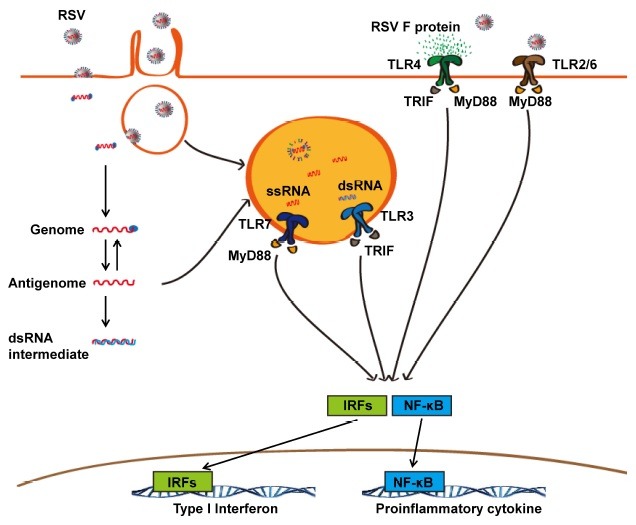 RSV
RSV F protein
TLR4
TLR2/6
TRIF
MyD88
MyD88
ssRNA
dsRNA
TLR7
TLR3
MyD88
TRIF
Genome
Antigenome
dsRNA
intermediate
IRFs
NF-κB
IRFs
NF-κB
Type I Interferon
Proinflammatory cytokine